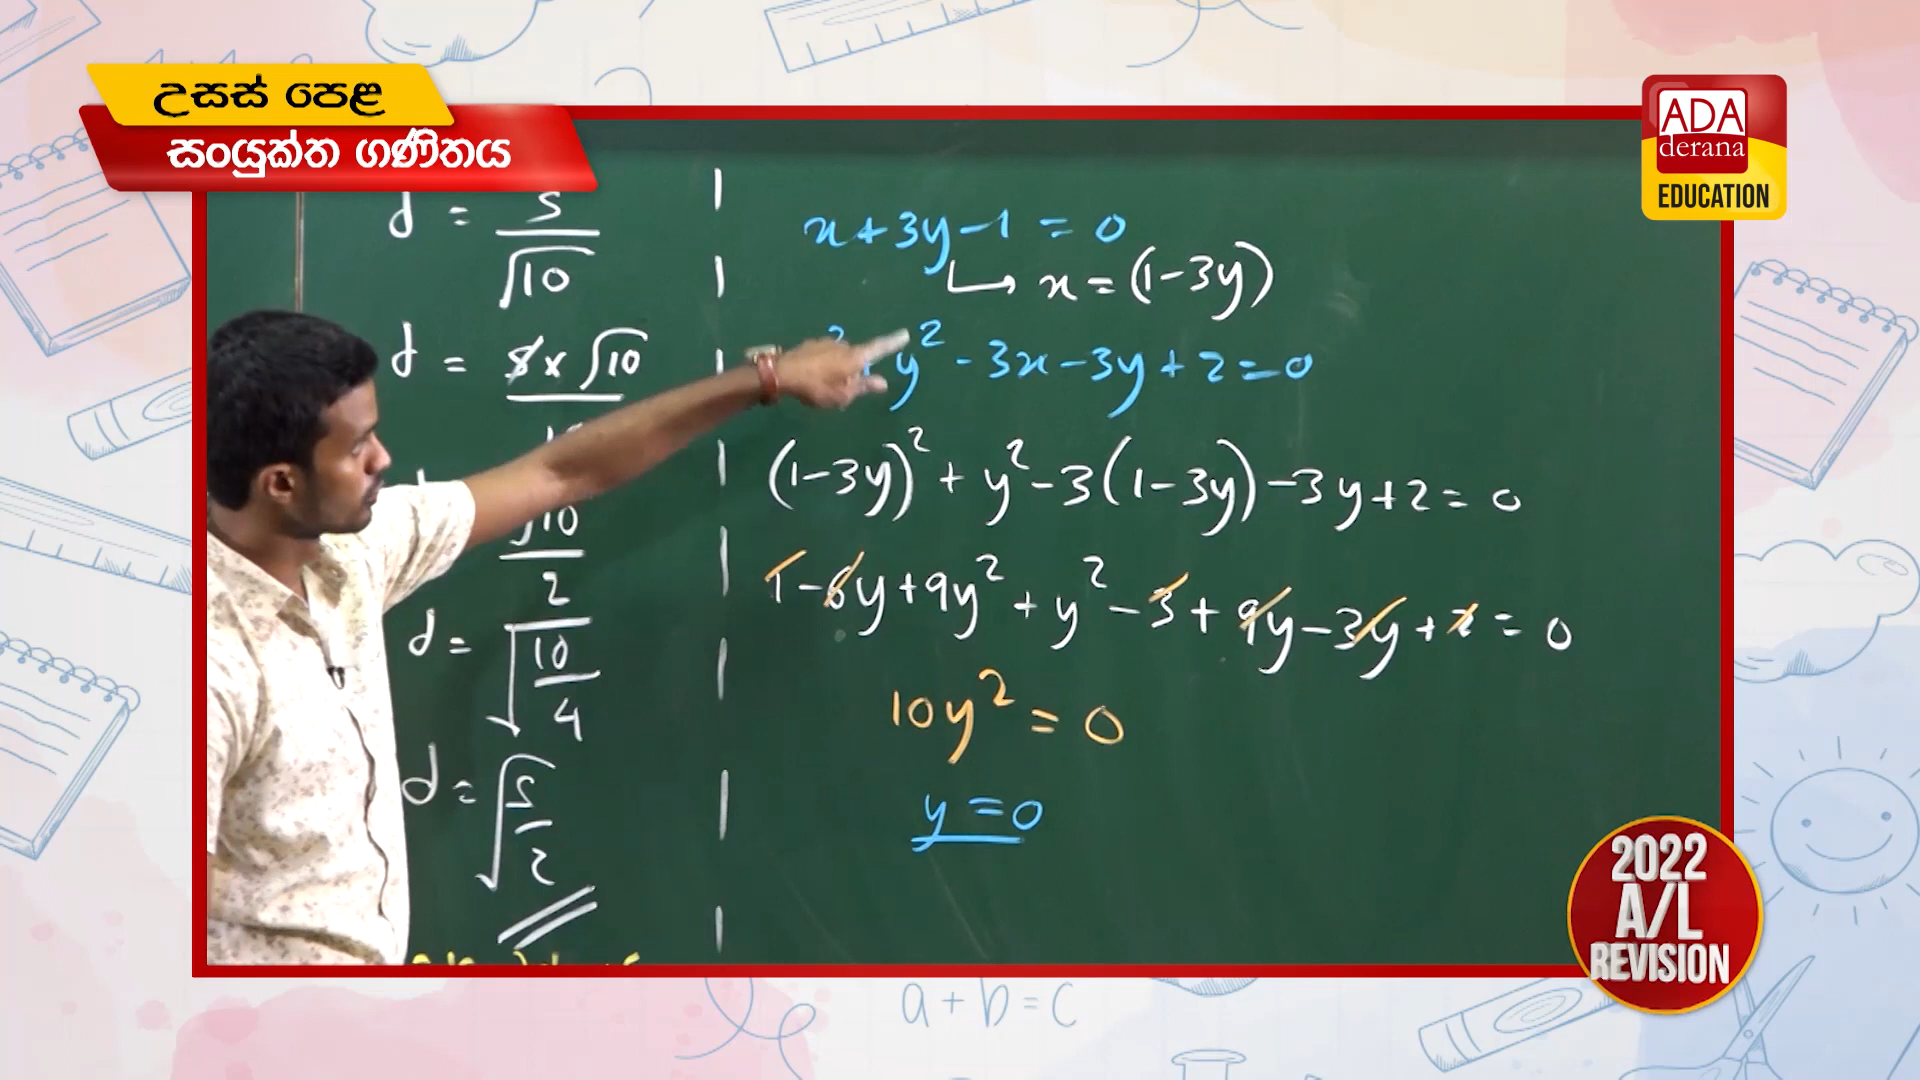 උසස් පෙළ
සංයුක්ත ගණිතය
ADA
derana
EDUCATION
d = 5/√10
d = 5 x √10
√10
2
d = √10/4
d = √5/2
x + 3y - 1 = 0
↳ x = (1 - 3y)
y² - 3x - 3y + 2 = 0
(1 - 3y)² + y² - 3(1 - 3y) - 3y + 2 = 0
1 - 6y + 9y² + y² - 3 + 9y - 3y + 2 = 0
10y² = 0
y = 0
2022
A/L
REVISION
a + b = c